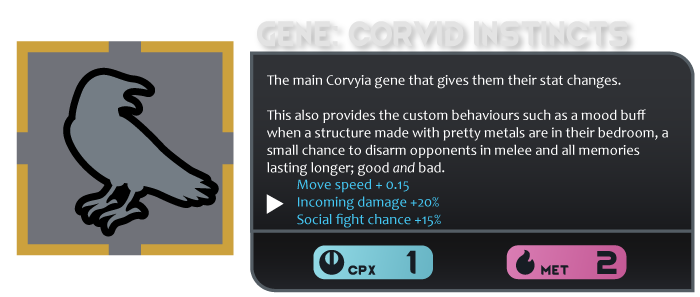 GENE: CORVID INSTINCTS
The main Corvyia gene that gives them their stat changes.
This also provides the custom behaviours such as a mood buff
when a structure made with pretty metals are in their bedroom, a
small chance to disarm opponents in melee and all memories
lasting longer; good and bad.
Move speed + 0.15
Incoming damage +20%
Social fight chance +15%
CPX 1
MET 2